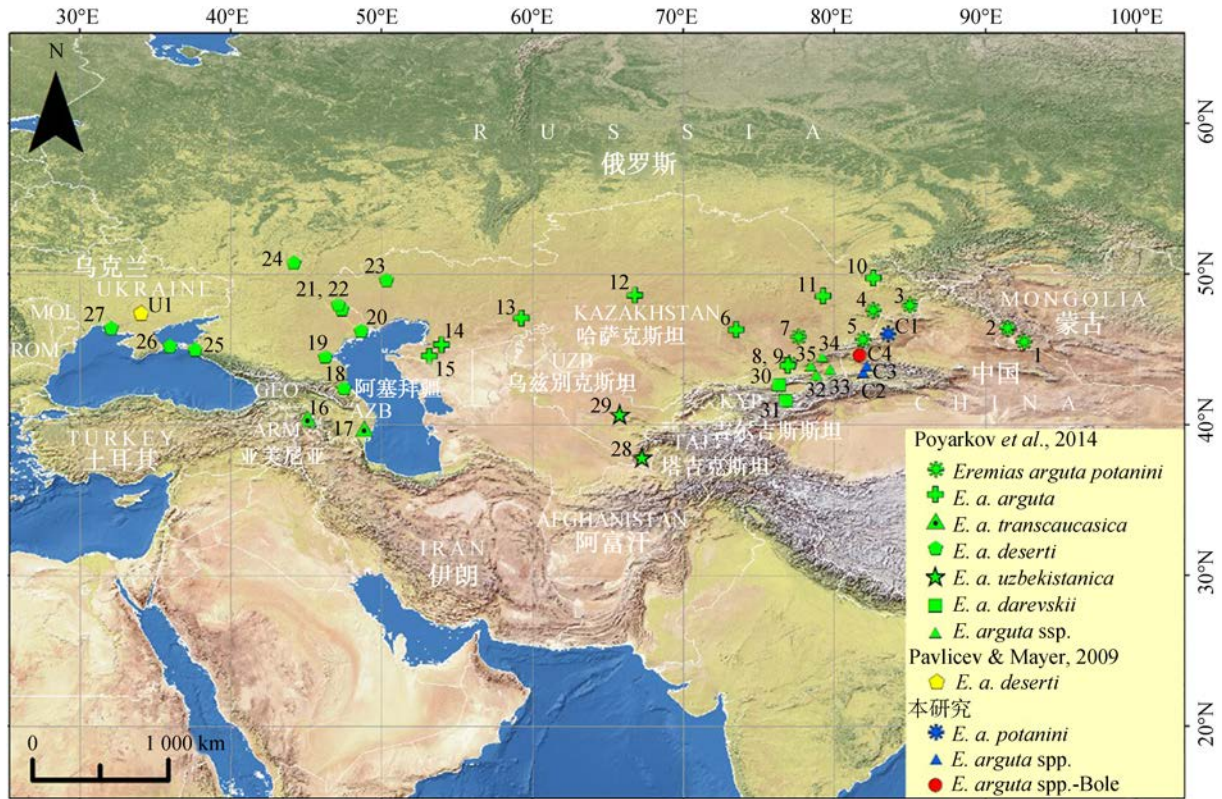 30°E 40°E 50°E 60°E 70°E 80°E 90°E 100°E
N
60°N
RUSSIA
俄罗斯
50°N
乌克兰
UKRAINE
U1
MOL
ROM
27
26
25
24
23
21, 22
20
19
18
GEO
阿塞拜疆
AZB
16
17
ARM
亚美尼亚
TURKEY
土耳其
12
13
14
15
KAZAKHSTAN
哈萨克斯坦
UZB
乌兹别克斯坦
11
10
6
7
4
3
5
C1
34
8, 9
35
C4
C3
C2
30
32
33
31
29
28
KYP
吉尔吉斯斯坦
TAJ
塔吉克斯坦
MONGOLIA
蒙古
2
1
中国
CHINA
40°N
AFGHANISTAN
阿富汗
IRAN
伊朗
30°N
20°N
0 1 000 km
Poyarkov et al., 2014
Eremias arguta potanini
E. a. arguta
E. a. transcaucasica
E. a. deserti
E. a. uzbekistanica
E. a. darevskii
E. arguta ssp.
Pavlicev & Mayer, 2009
E. a. deserti
本研究
E. a. potanini
E. arguta spp.
E. arguta spp.-Bole